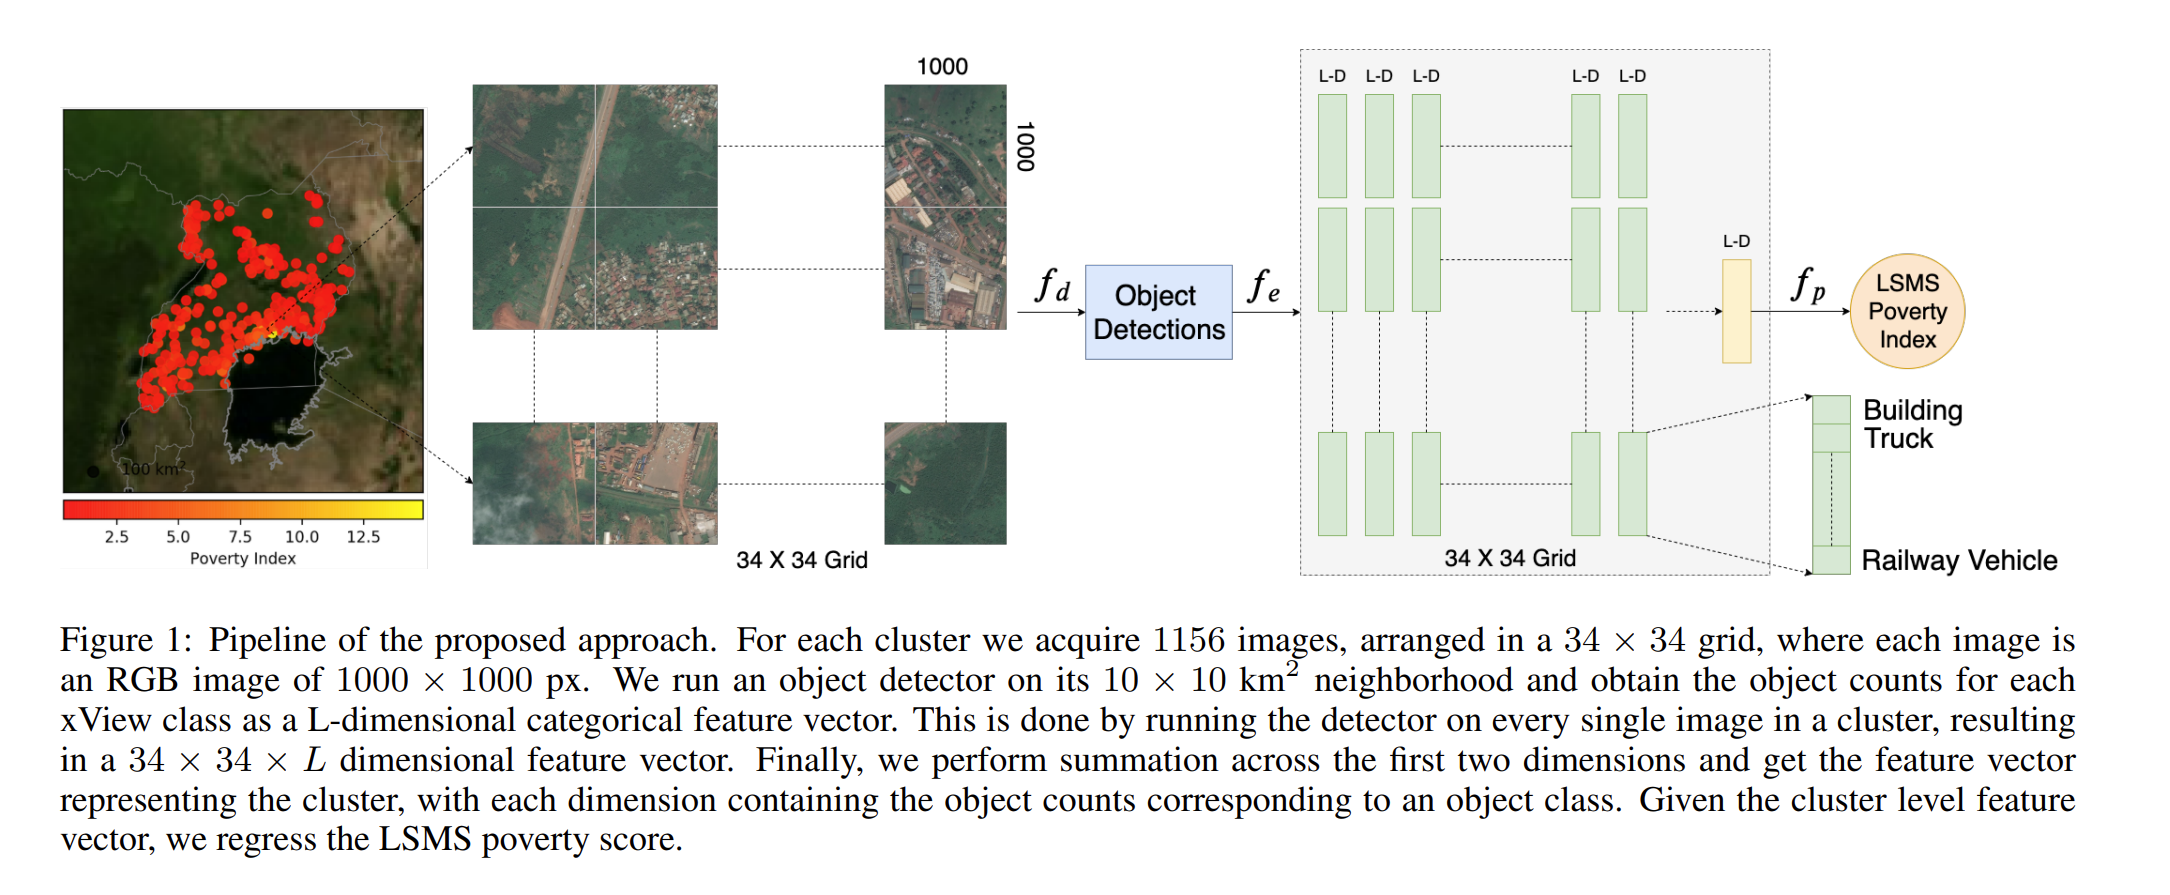 100 km²
2.5 5.0 7.5 10.0 12.5
Poverty Index
1000
1000
34 X 34 Grid
f_d
Object
Detections
f_e
L-D L-D L-D L-D L-D
34 X 34 Grid
L-D
f_p
LSMS
Poverty
Index
Building
Truck
Railway Vehicle
Figure 1: Pipeline of the proposed approach. For each cluster we acquire 1156 images, arranged in a 34 × 34 grid, where each image is
an RGB image of 1000 × 1000 px. We run an object detector on its 10 × 10 km² neighborhood and obtain the object counts for each
xView class as a L-dimensional categorical feature vector. This is done by running the detector on every single image in a cluster, resulting
in a 34 × 34 × L dimensional feature vector. Finally, we perform summation across the first two dimensions and get the feature vector
representing the cluster, with each dimension containing the object counts corresponding to an object class. Given the cluster level feature
vector, we regress the LSMS poverty score.